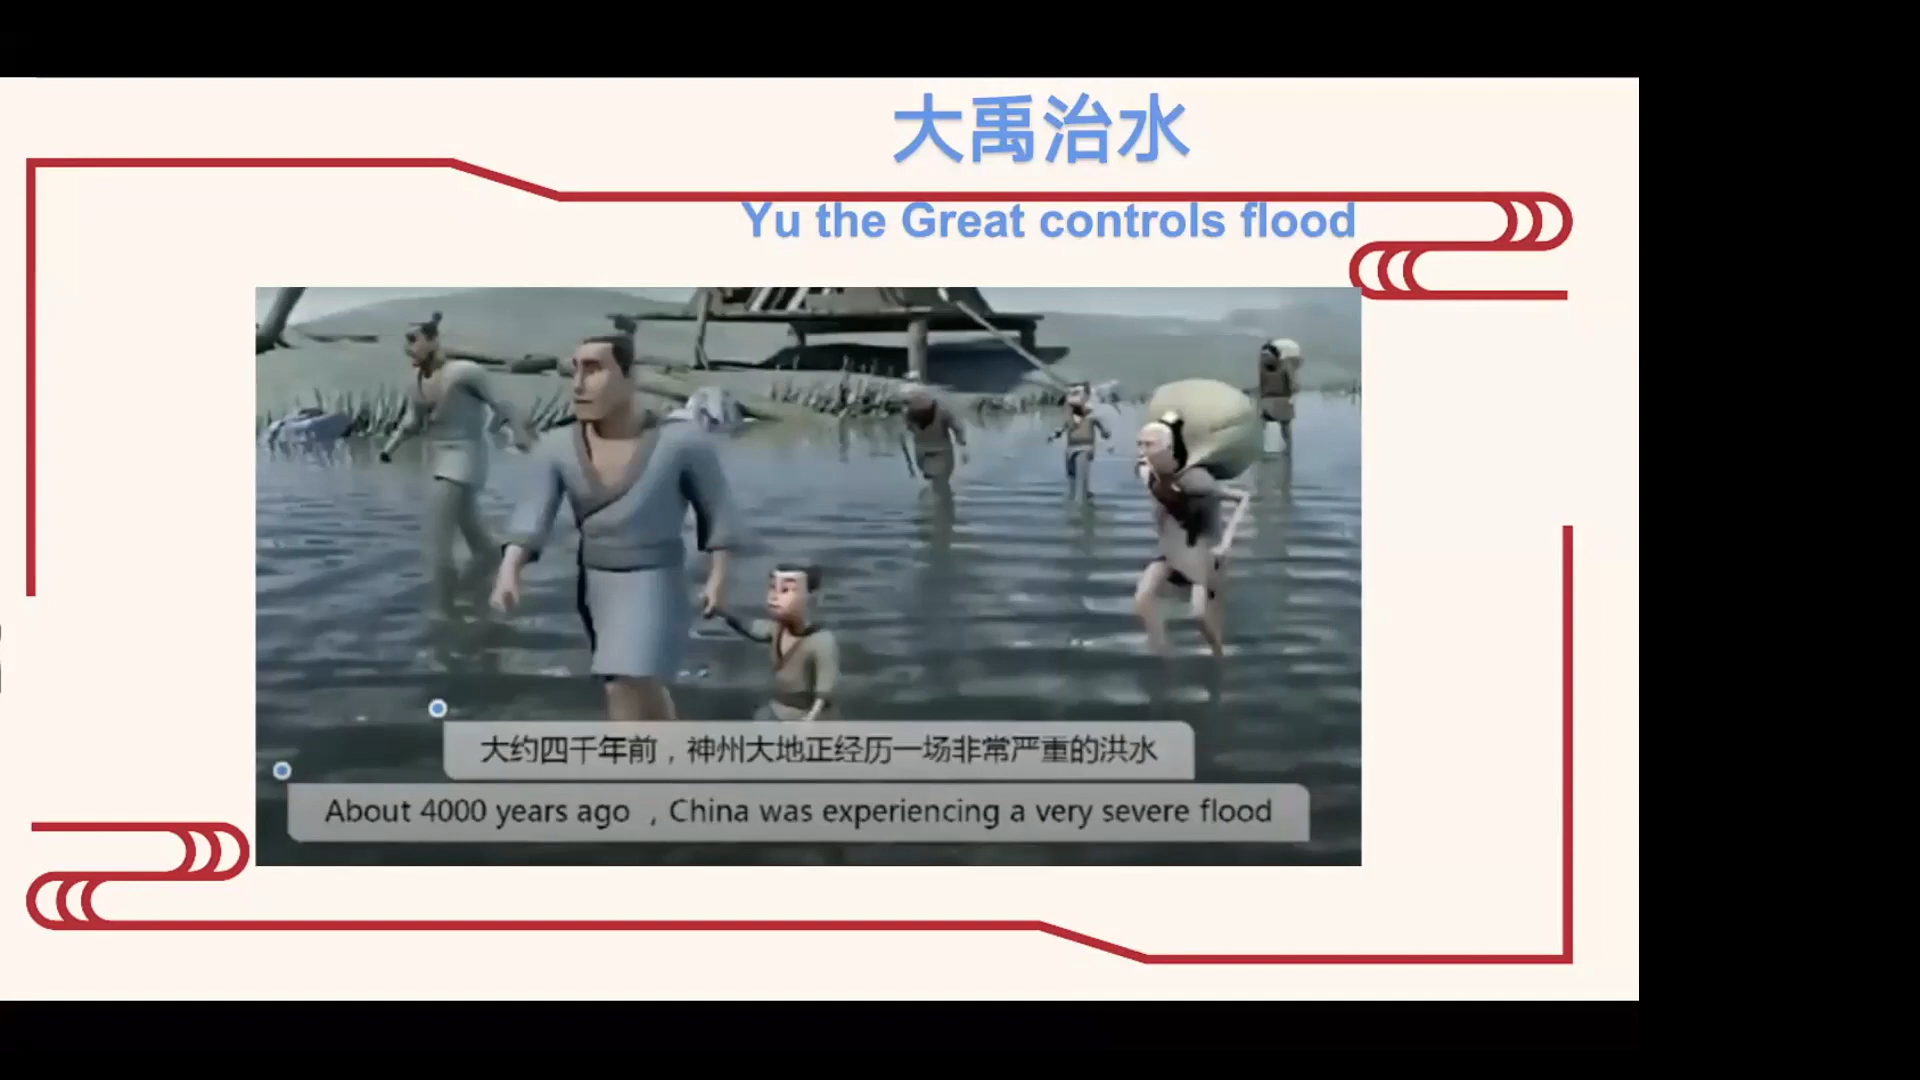 大禹治水
Yu the Great controls flood
大约四千年前，神州大地正经历一场非常严重的洪水
About 4000 years ago , China was experiencing a very severe flood